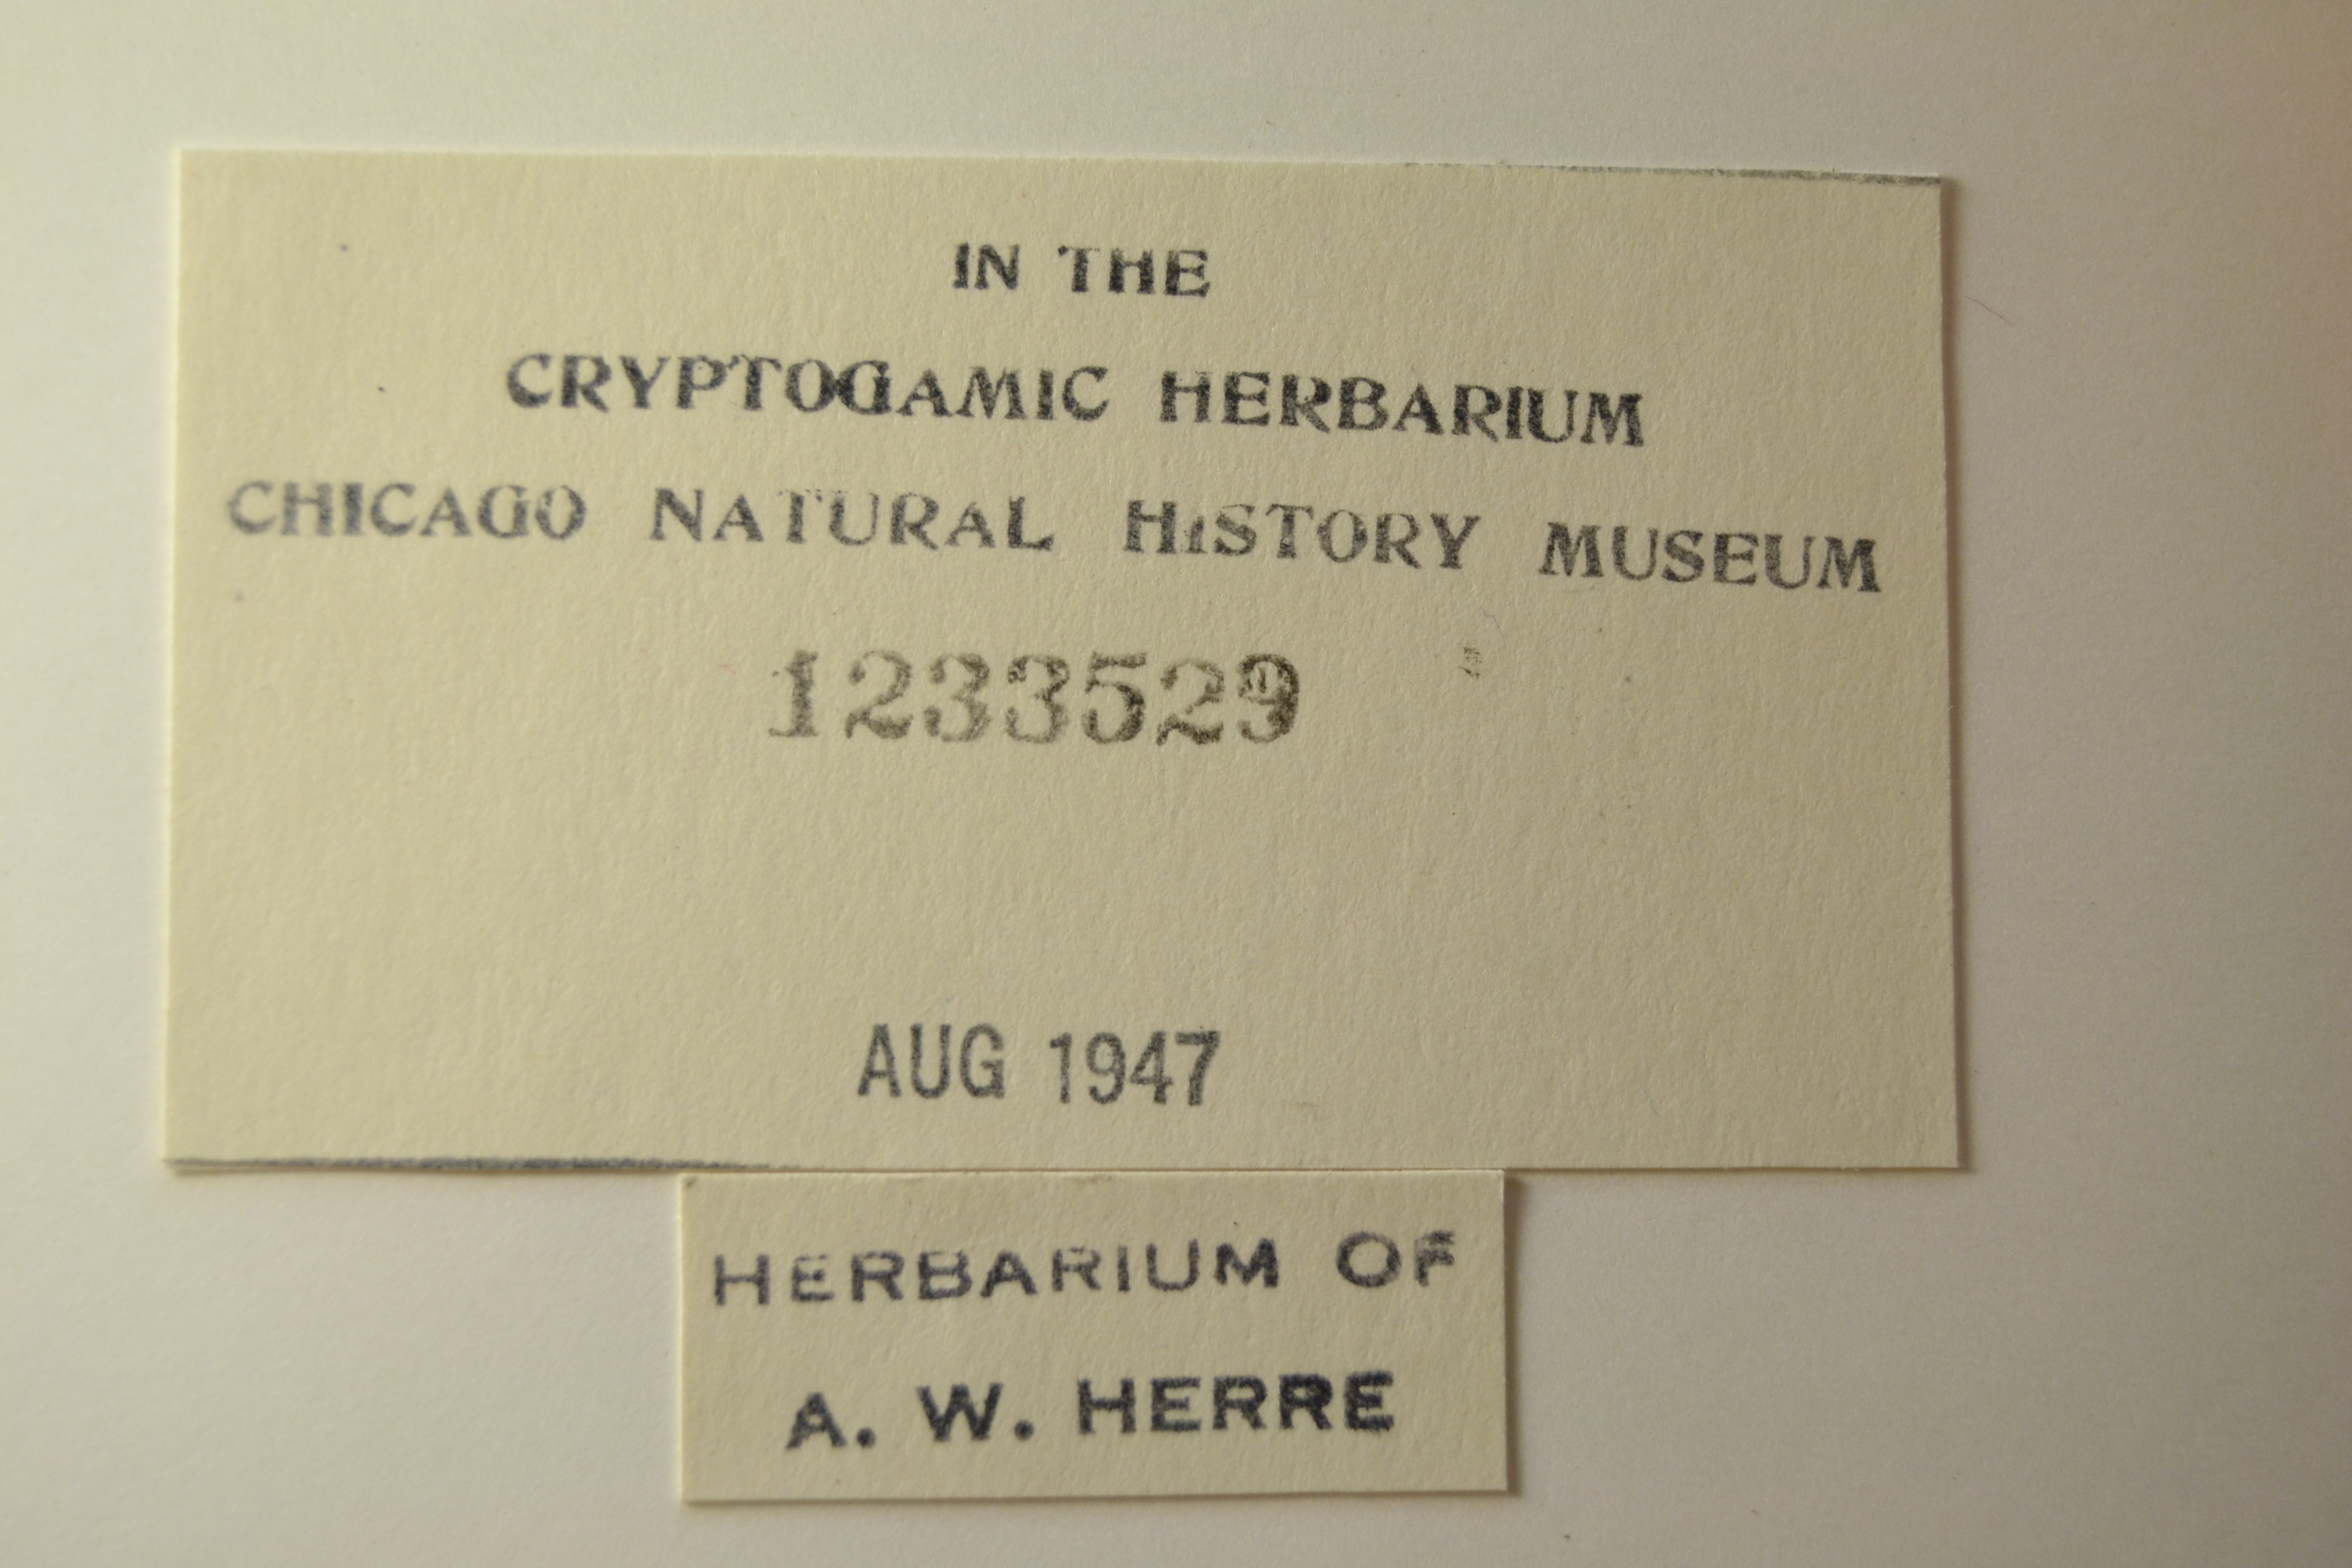 IN THE
CRYPTOGAMIC HERBARIUM
CHICAGO NATURAL HISTORY MUSEUM
1233529
AUG 1947
HERBARIUM OF
A. W. HERRE